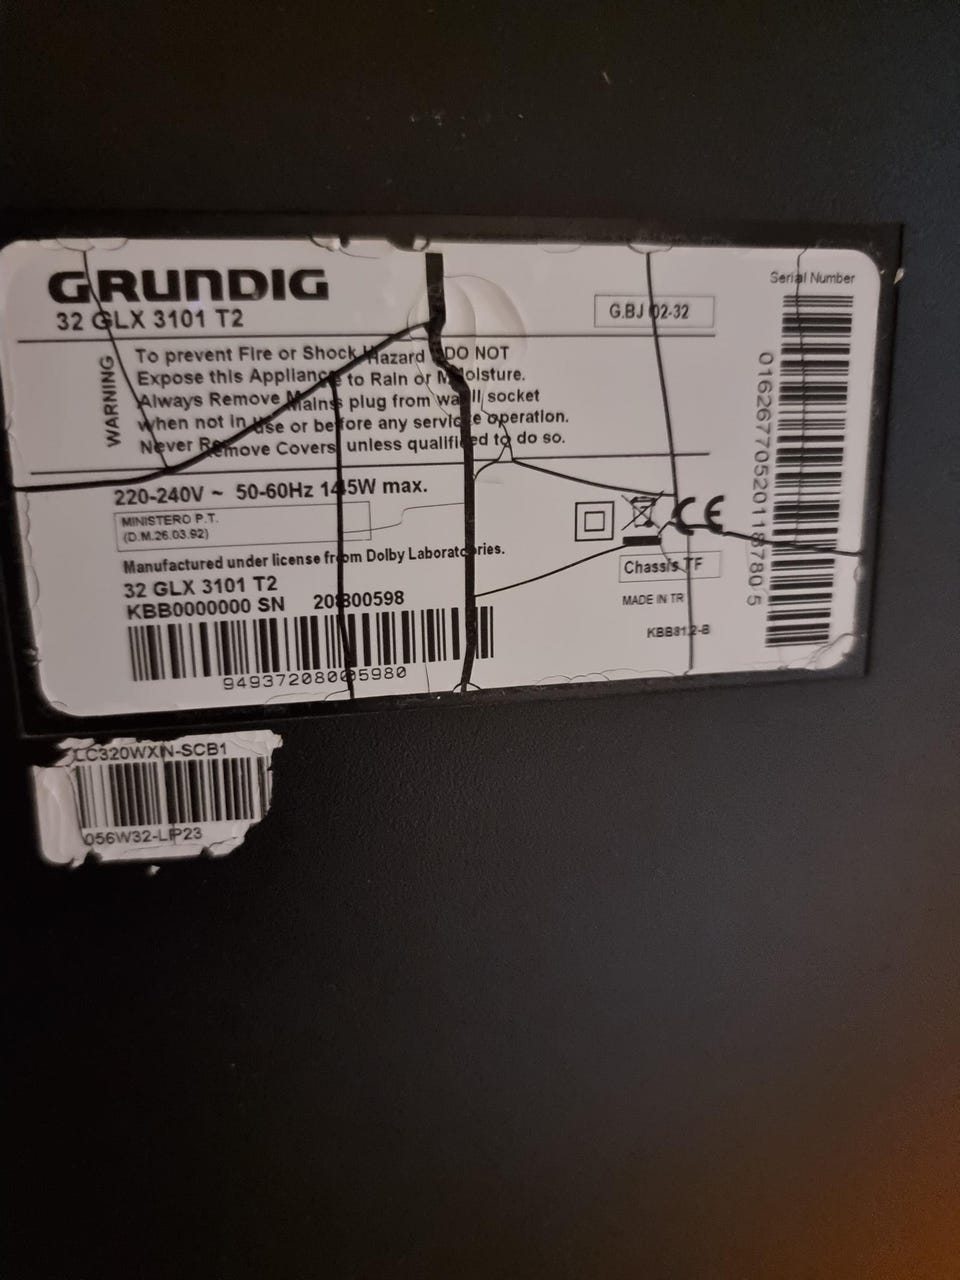 GRUNDIG
32 GLX 3101 T2
WARNING
To prevent Fire or Shock Hazard DO NOT
Expose this Appliance to Rain or Moisture.
Always Remove Mains plug from wall socket
when not in use or before any service operation.
Never Remove Covers unless qualified to do so.
G.BJ 02-32
Serial Number
220-240V ~ 50-60Hz 145W max.
MINISTERO P.T.
(D.M.26.03.92)
Manufactured under license from Dolby Laboratories.
32 GLX 3101 T2
KBB0000000 SN 20800598
CE
Chassis TF
MADE IN TR
KBB812-B
LC320WXN-SCB1
056W32-LP23